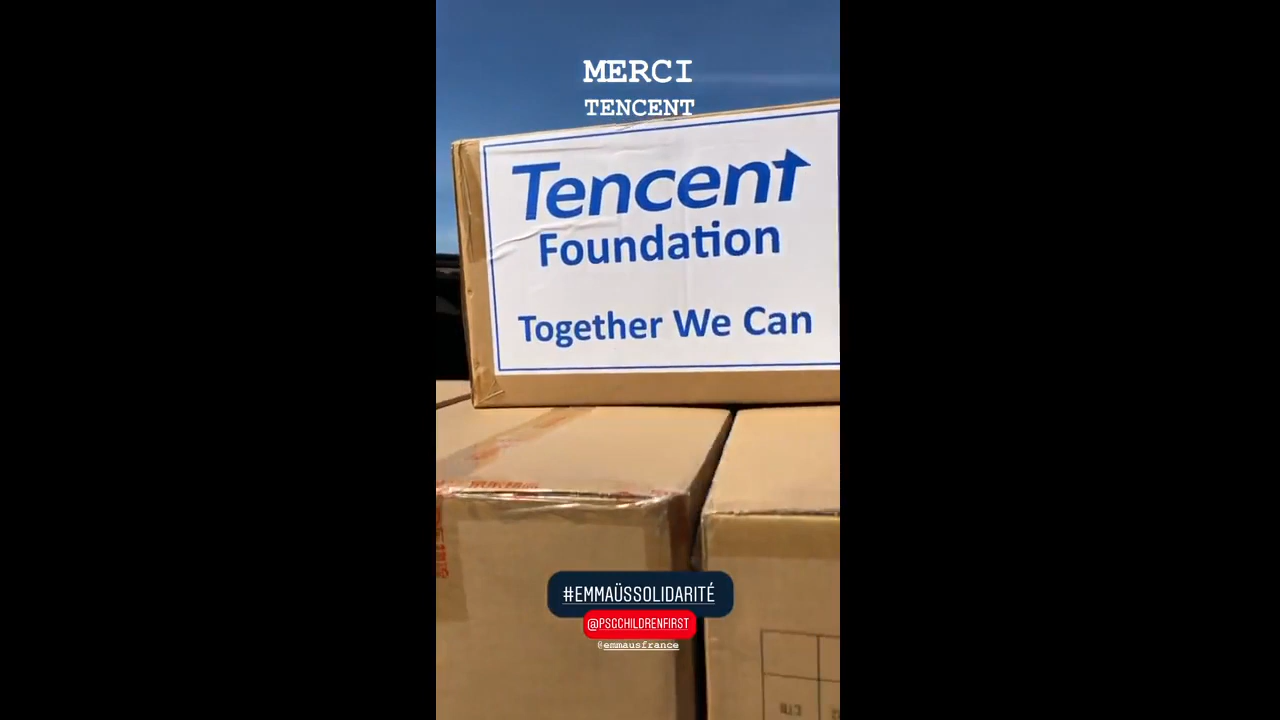 MERCI
TENCENT
Tencent
Foundation
Together We Can
#EMMAÜSSOLIDARITÉ
@PSGCHILDRENFIRST
@emmausfrance